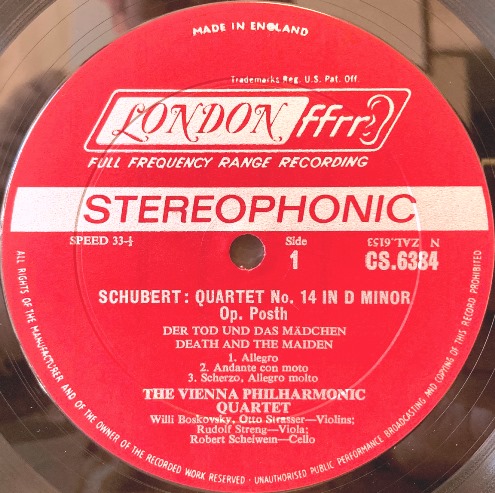 MADE IN ENGLAND
Trademarks Reg. U.S. Pat. Off.
LONDON ffrr
FULL FREQUENCY RANGE RECORDING
STEREOPHONIC
SPEED 33⅓
Side
1
N ZAL.6153
CS.6384
SCHUBERT: QUARTET No. 14 IN D MINOR
Op. Posth
DER TOD UND DAS MÄDCHEN
DEATH AND THE MAIDEN
1. Allegro
2. Andante con moto
3. Scherzo, Allegro molto
THE VIENNA PHILHARMONIC
QUARTET
Willi Boskovsky, Otto Strasser—Violins;
Rudolf Streng—Viola;
Robert Scheiwein—Cello
ALL RIGHTS OF THE MANUFACTURER AND OF THE OWNER OF THE RECORDED WORK RESERVED · UNAUTHORISED PUBLIC PERFORMANCE BROADCASTING AND COPYING OF THIS RECORD PROHIBITED